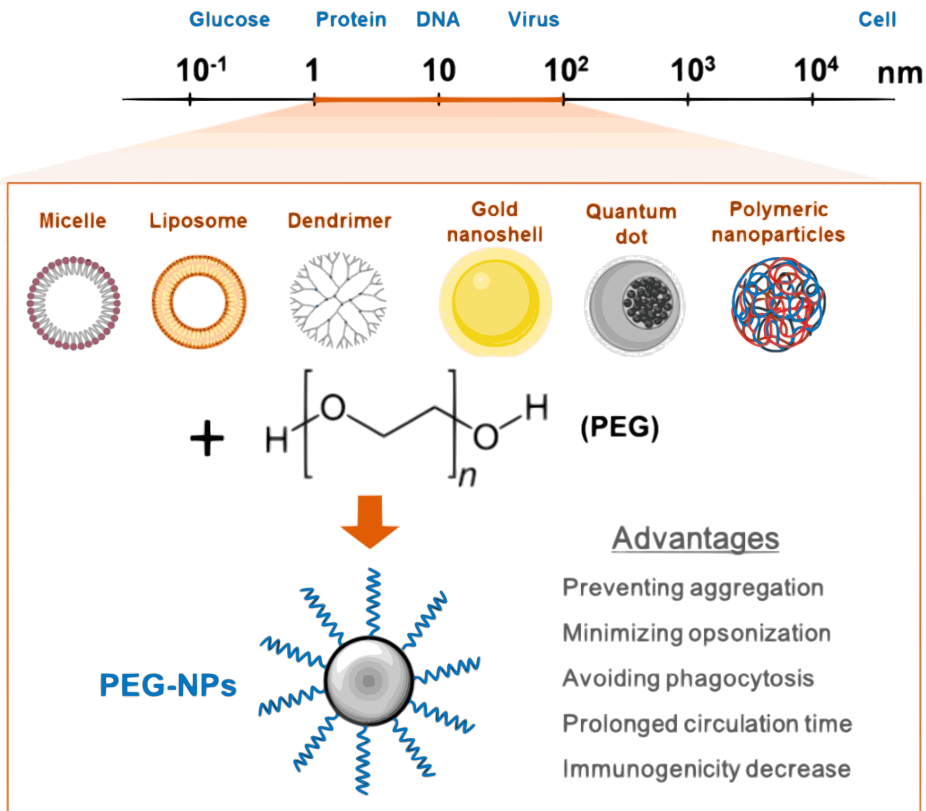 Glucose Protein DNA Virus Cell
10⁻¹ 1 10 10² 10³ 10⁴ nm
Micelle Liposome Dendrimer Gold nanoshell Quantum dot Polymeric nanoparticles
+ H [ O ]n O H (PEG)
Advantages
Preventing aggregation
Minimizing opsonization
PEG-NPs
Avoiding phagocytosis
Prolonged circulation time
Immunogenicity decrease